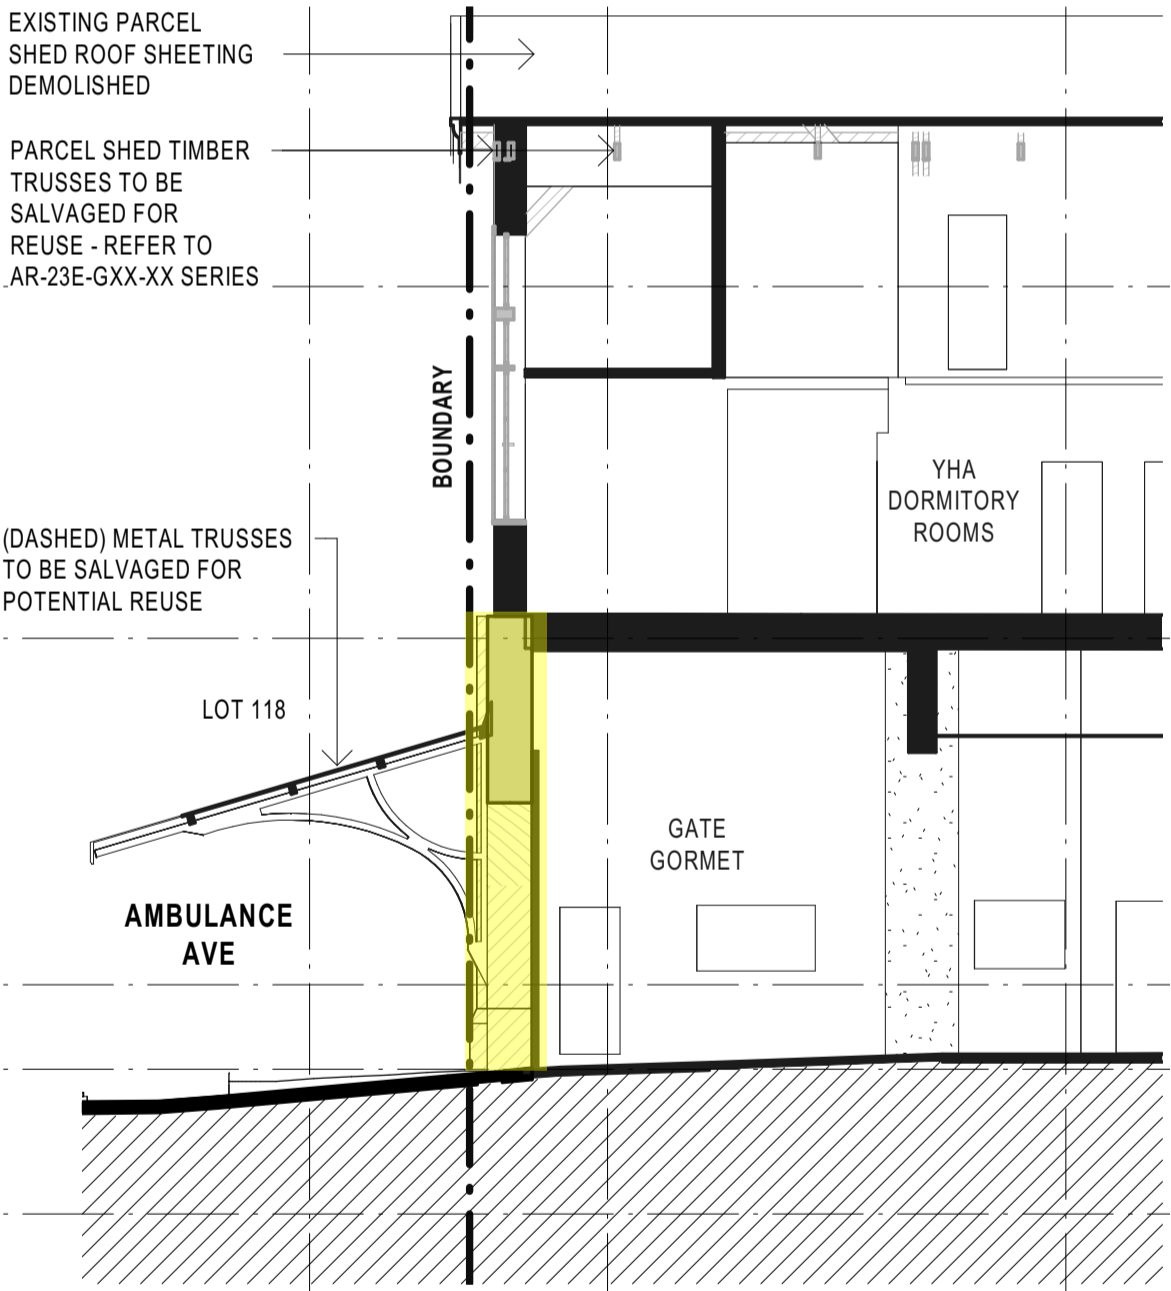 EXISTING PARCEL
SHED ROOF SHEETING
DEMOLISHED
PARCEL SHED TIMBER
TRUSSES TO BE
SALVAGED FOR
REUSE - REFER TO
AR-23E-GXX-XX SERIES
BOUNDARY
YHA
DORMITORY
ROOMS
(DASHED) METAL TRUSSES
TO BE SALVAGED FOR
POTENTIAL REUSE
LOT 118
GATE
GORMET
AMBULANCE
AVE